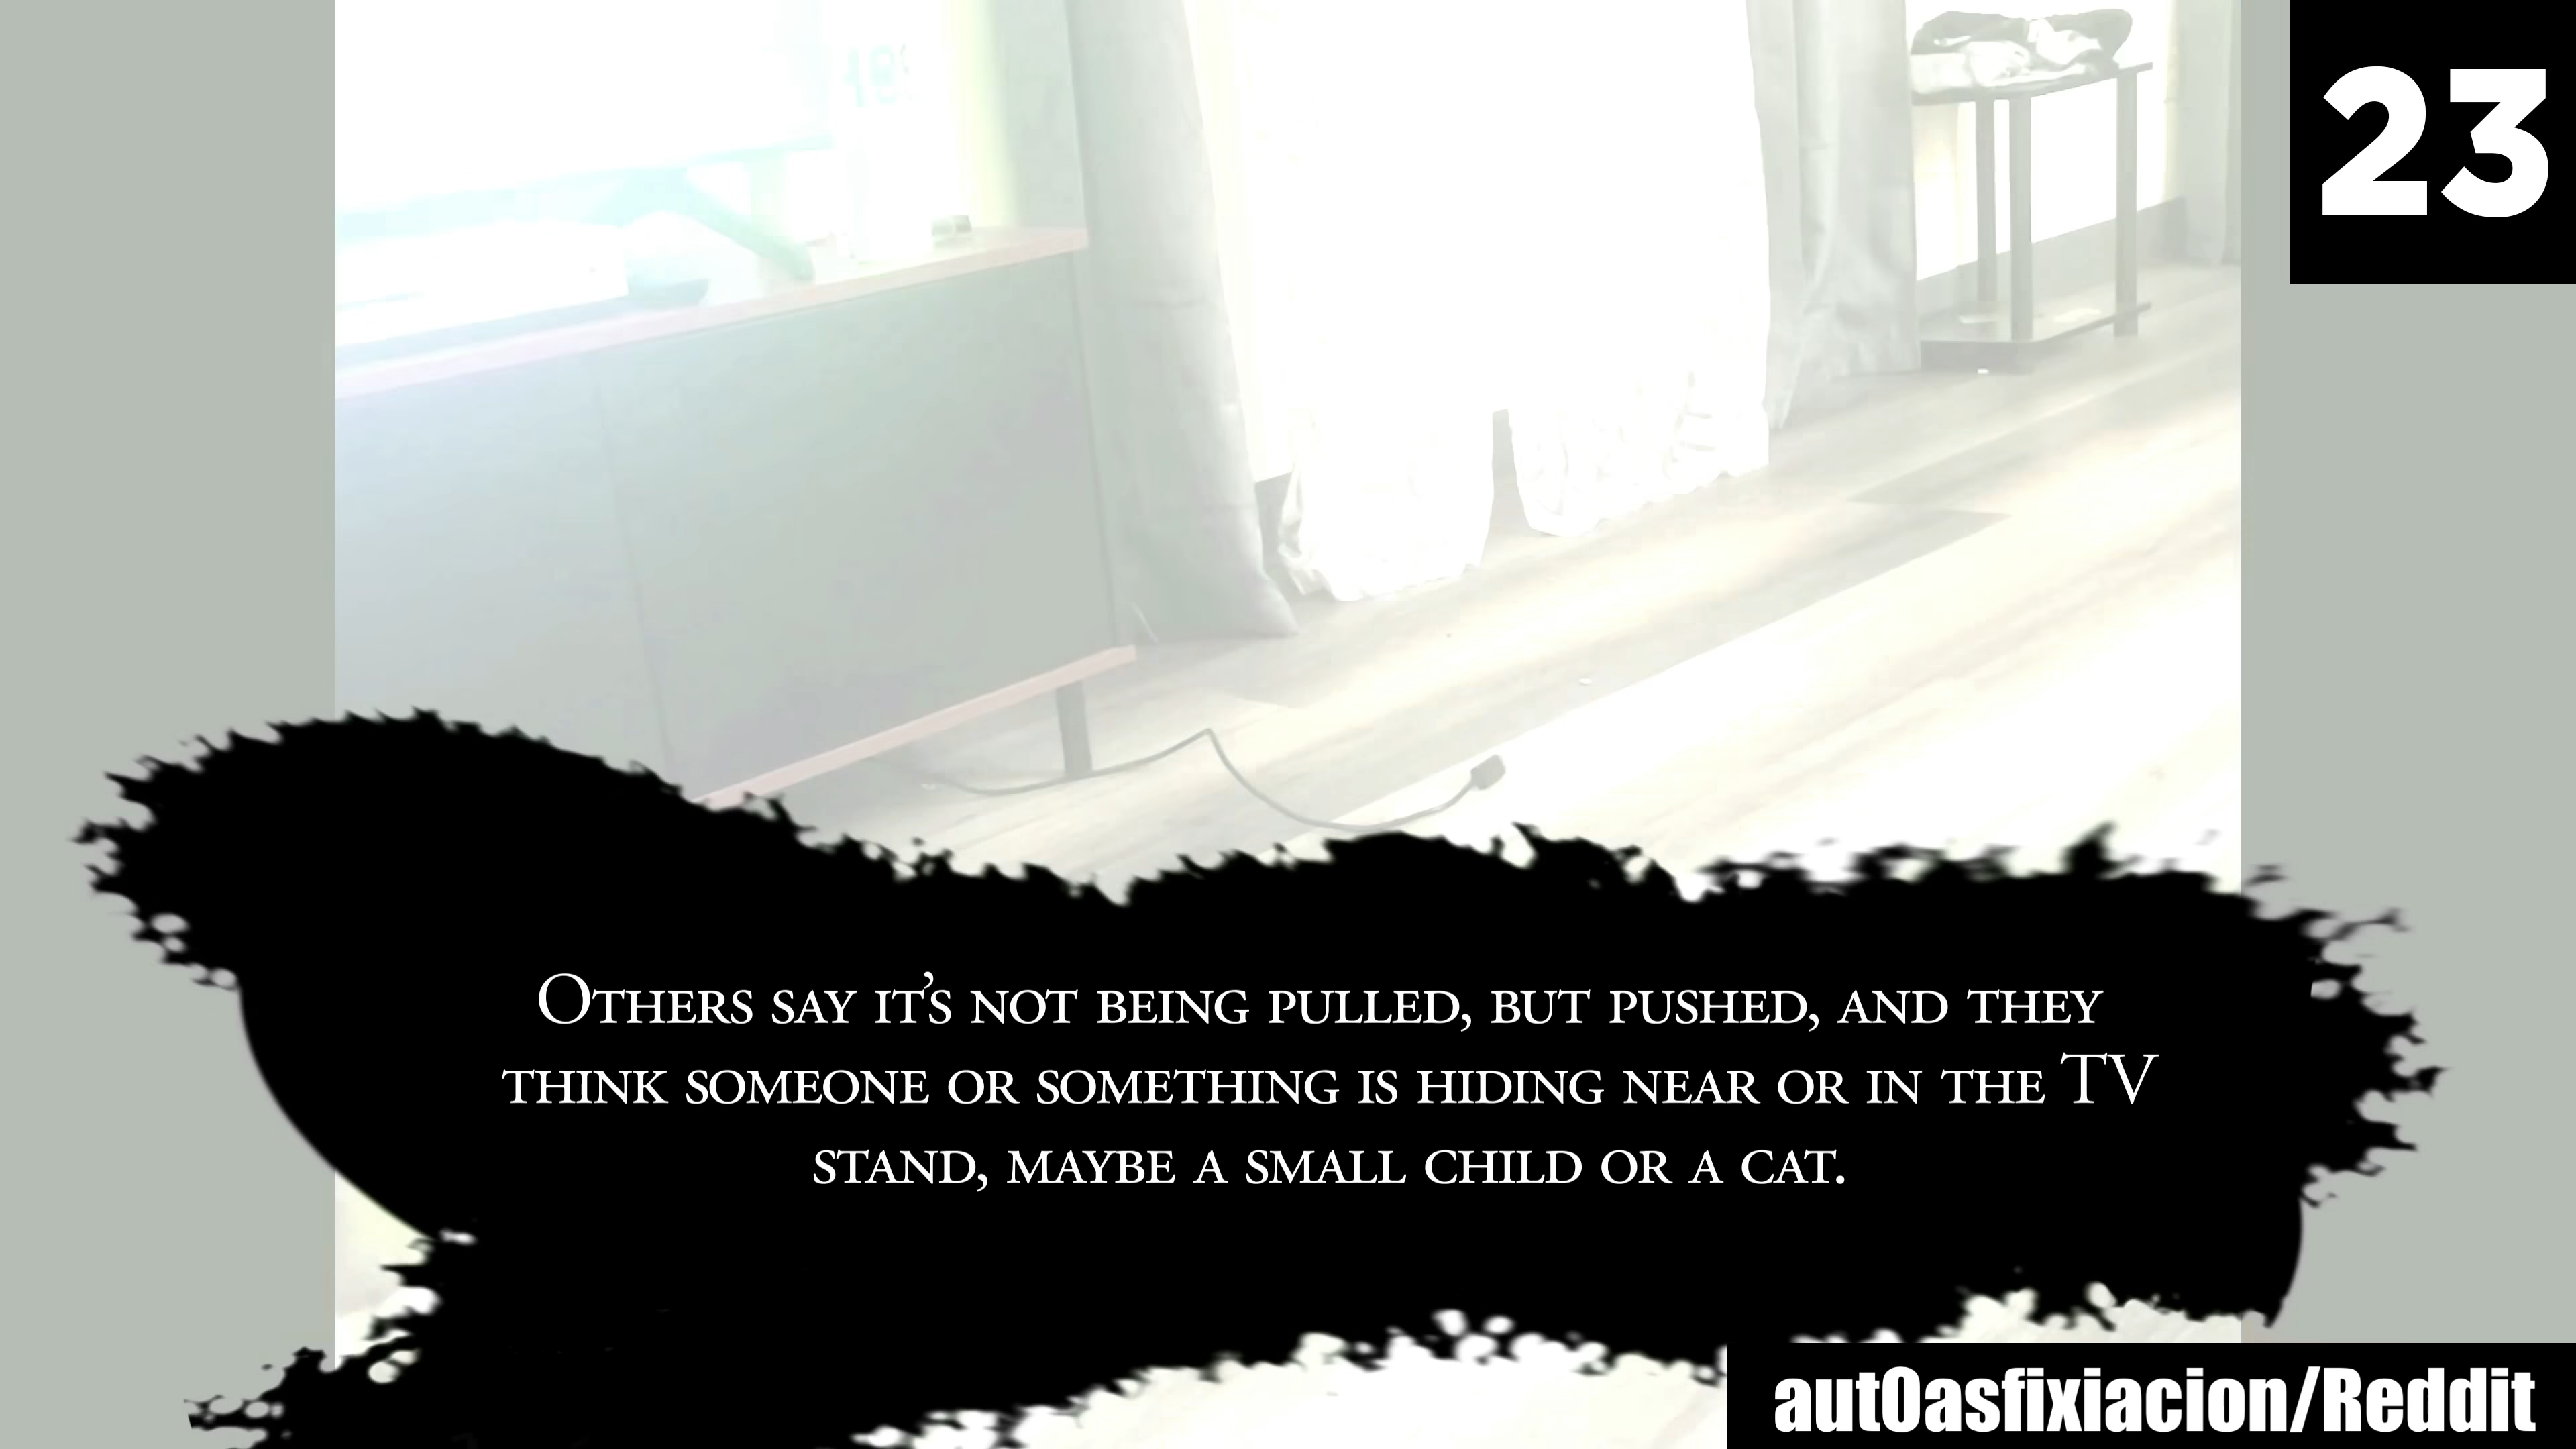 23
Others say it's not being pulled, but pushed, and they
think someone or something is hiding near or in the TV
stand, maybe a small child or a cat.
aut0asfixiacion/Reddit